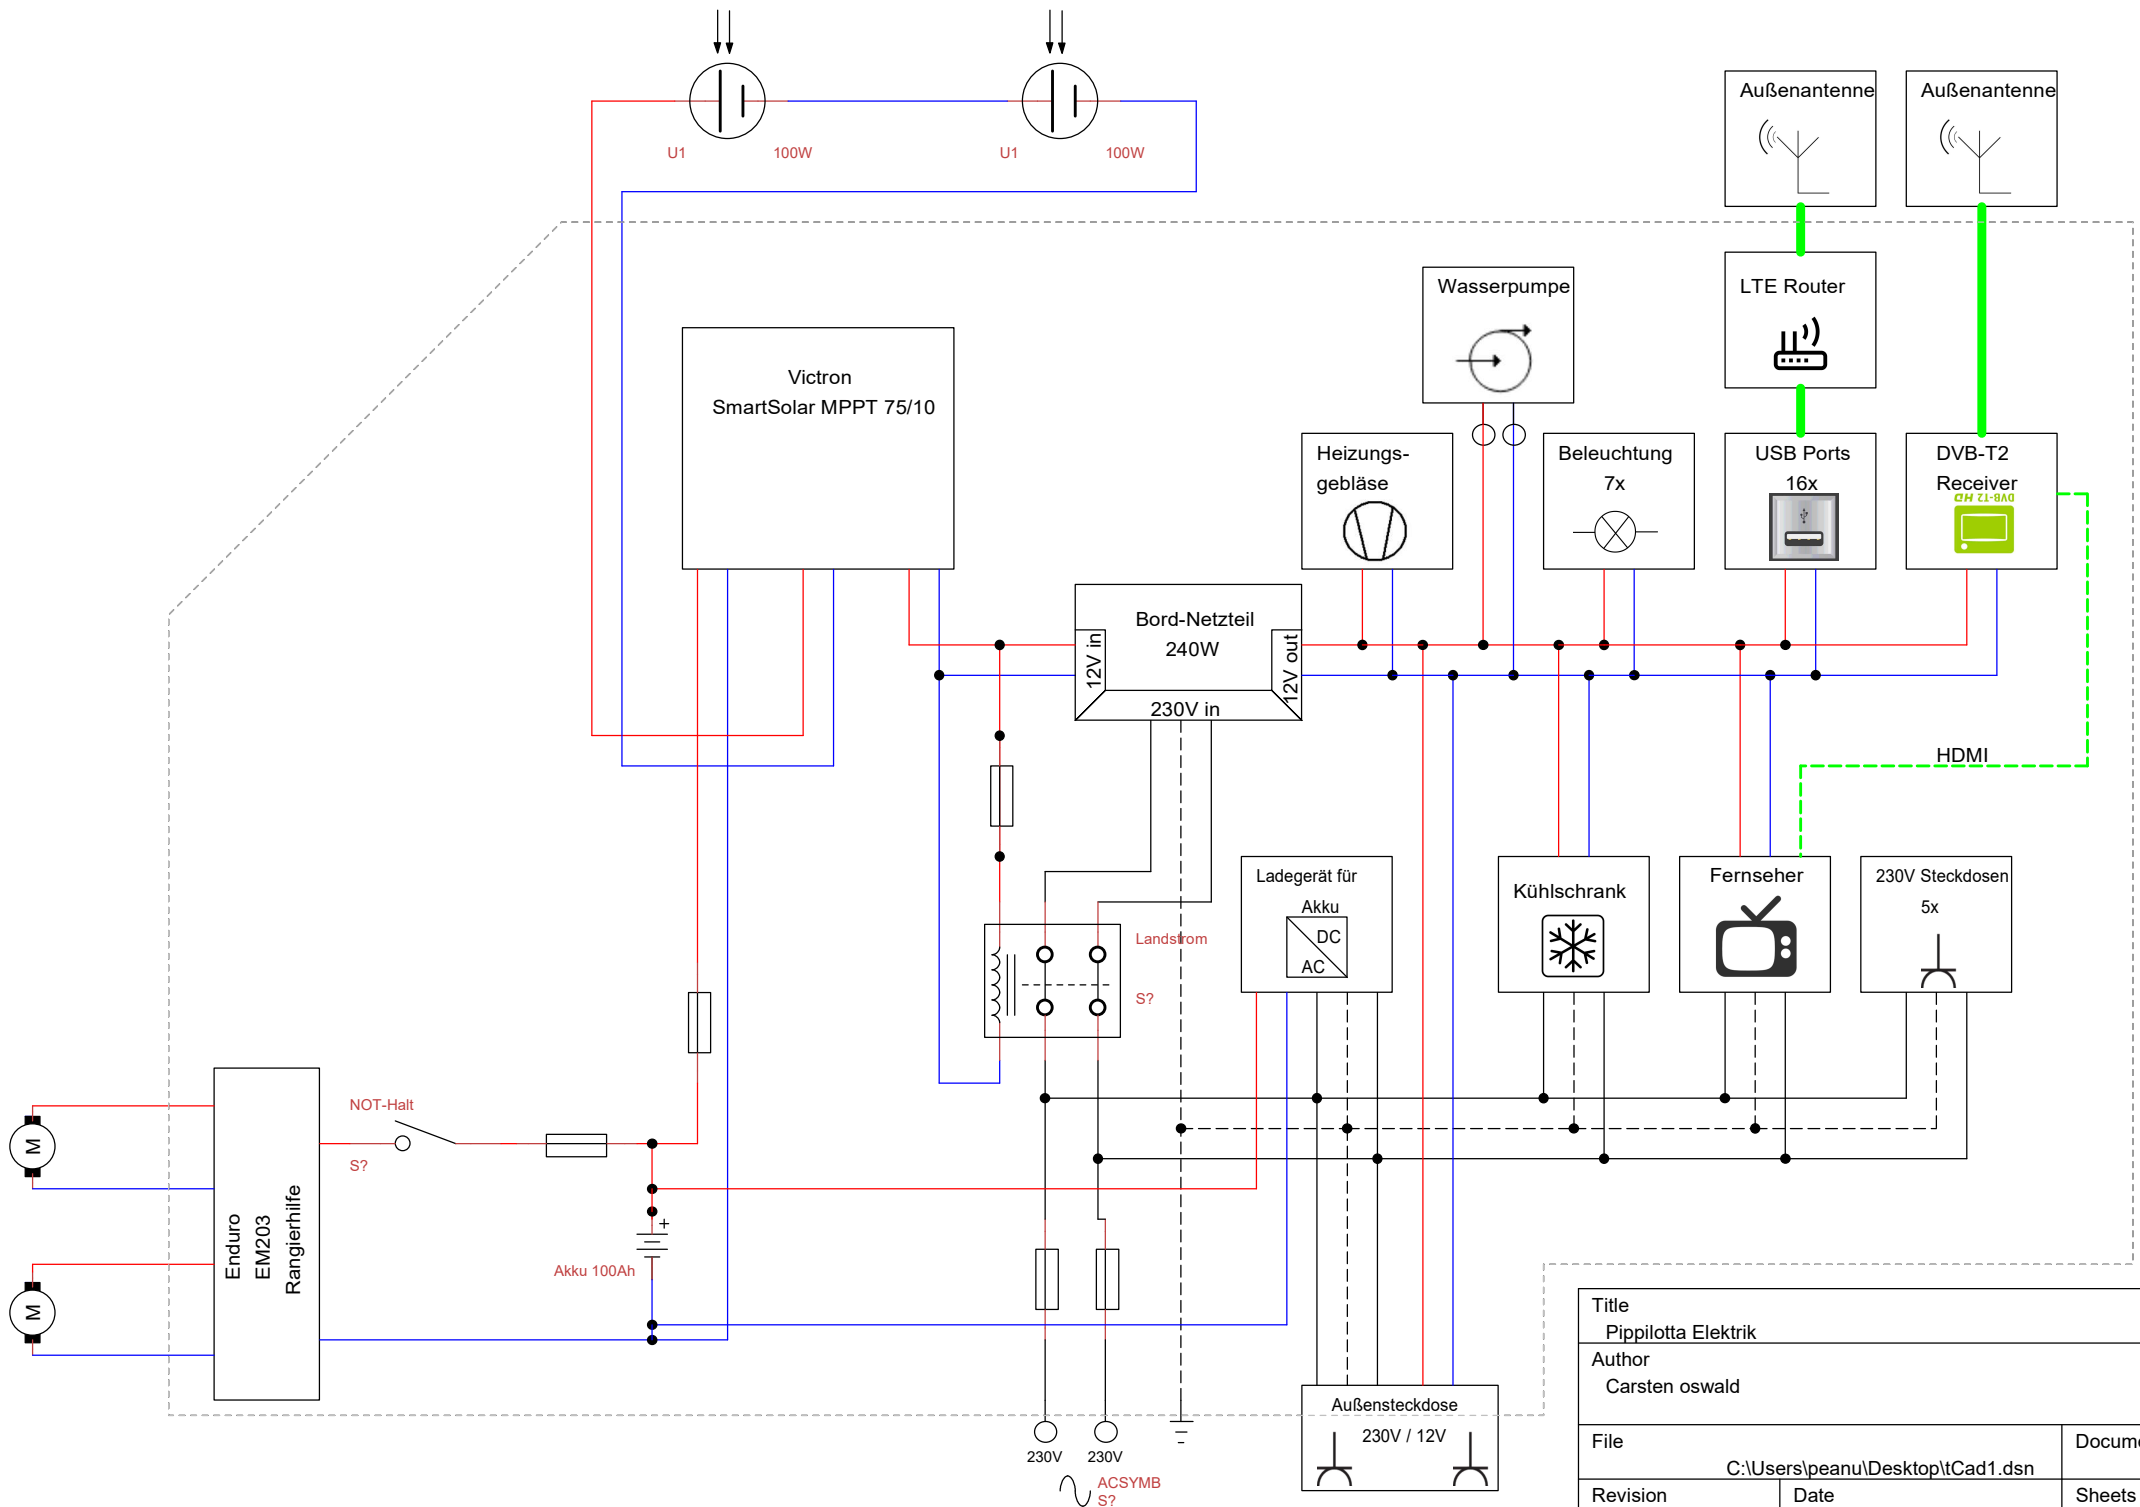 U1
100W
U1
100W
Außenantenne
Außenantenne
Victron
SmartSolar MPPT 75/10
Wasserpumpe
LTE Router
Heizungs-
gebläse
Beleuchtung
7x
USB Ports
16x
DVB-T2
Receiver
DVB-T2 HD
Bord-Netzteil
240W
12V in
12V out
230V in
HDMI
Ladegerät für
Akku
DC
AC
Kühlschrank
Fernseher
230V Steckdosen
5x
Landstrom
S?
NOT-Halt
S?
M
M
Enduro
EM203
Rangierhilfe
+
Akku 100Ah
230V
230V
ACSYMB
S?
Außensteckdose
230V / 12V
Title
Pippilotta Elektrik
Author
Carsten oswald
File
C:\Users\peanu\Desktop\tCad1.dsn
Docume
Revision
Date
Sheets